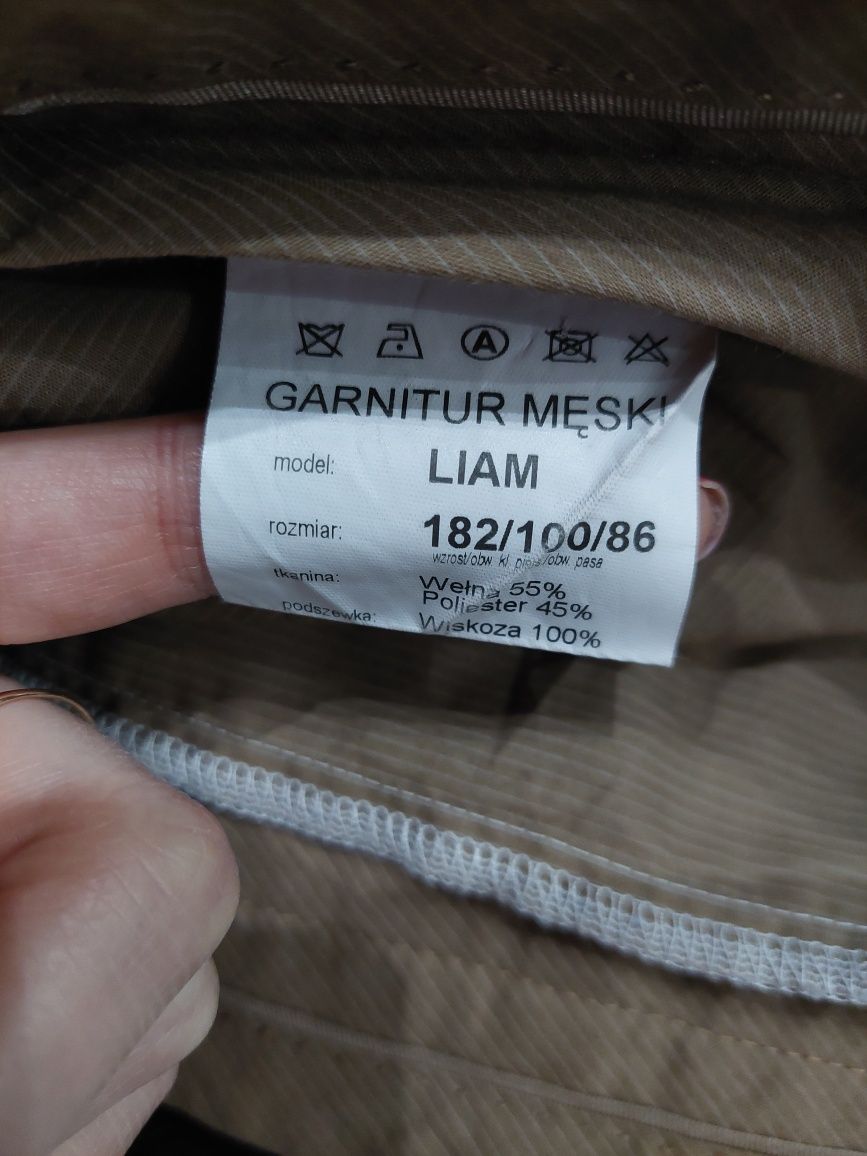 A
GARNITUR MĘSKI
model: LIAM
rozmiar: 182/100/86
wzrost/obw. kl. piers./obw. pasa
tkanina: Wełna 55%
Poliester 45%
podszewka: Wiskoza 100%